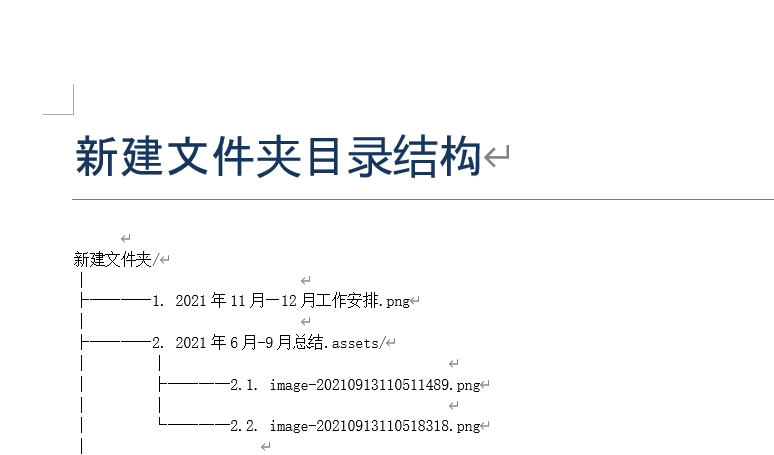 新建文件夹目录结构
新建文件夹/
├────1. 2021年11月—12月工作安排.png
├────2. 2021年6月-9月总结.assets/
├────2.1. image-20210913110511489.png
└────2.2. image-20210913110518318.png